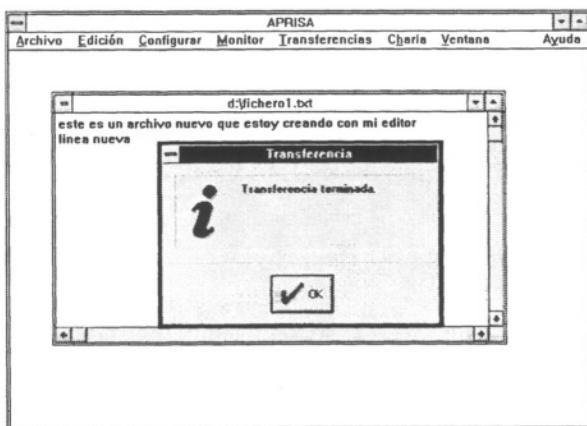 APRISA
Archivo Edición Configurar Monitor Transferencias Charla Ventana Ayuda
d:\fichero1.txt
este es un archivo nuevo que estoy creando con mi editor
linea nueva
Transferencia
Transferencia terminada.
OK